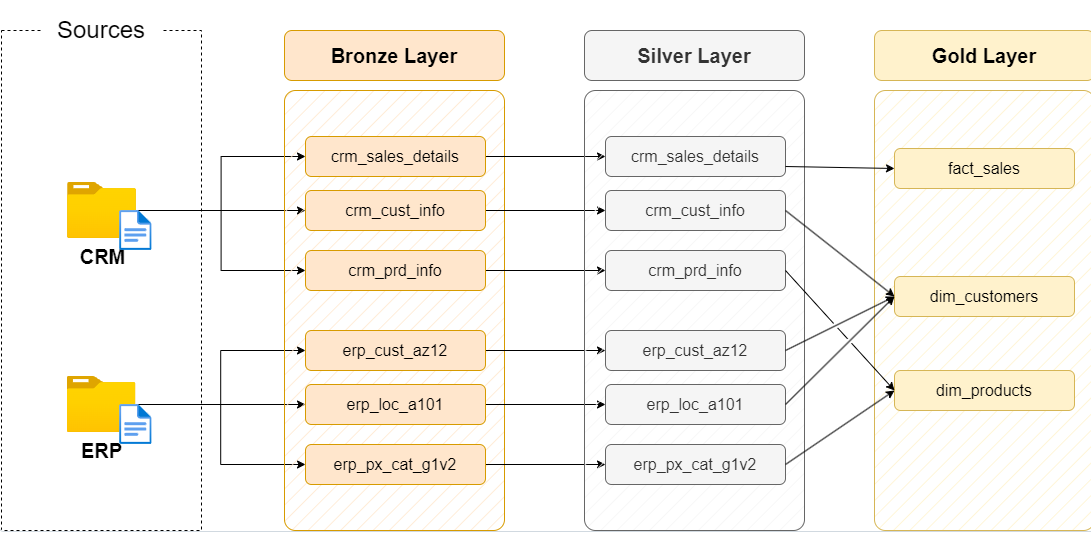 Sources
Bronze Layer
Silver Layer
Gold Layer
CRM
crm_sales_details
crm_cust_info
crm_prd_info
ERP
erp_cust_az12
erp_loc_a101
erp_px_cat_g1v2
crm_sales_details
crm_cust_info
crm_prd_info
erp_cust_az12
erp_loc_a101
erp_px_cat_g1v2
fact_sales
dim_customers
dim_products